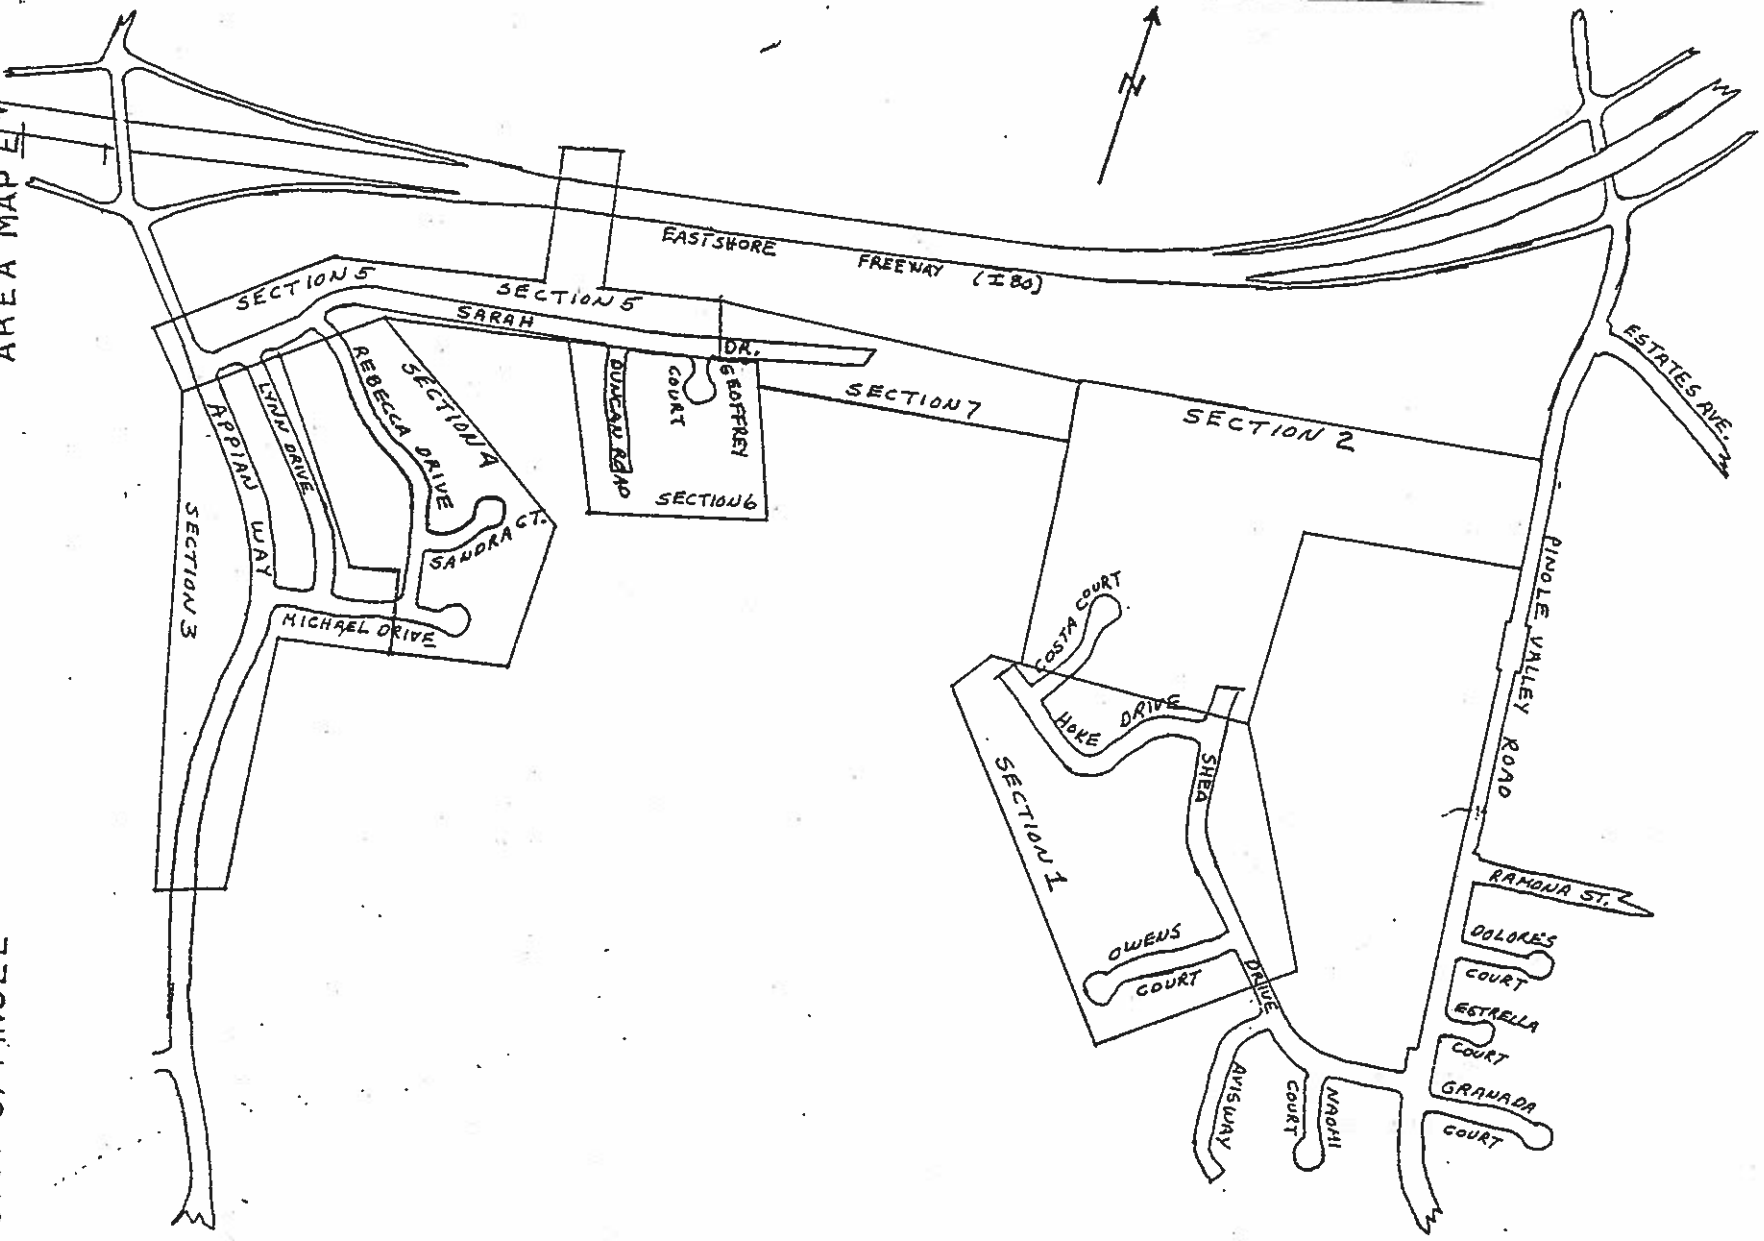 AREA MAP
N
EASTSHORE FREEWAY (I80)
SECTION 5
SECTION 5
SARAH DR.
REBECCA DRIVE
SECTION 4
LYNN DRIVE
APPIAN WAY
SECTION 3
SANDRA CT.
MICHAEL DRIVE
DUNCAN ROAD
COURT
GEOFFREY
SECTION 6
SECTION 7
SECTION 2
ESTATES AVE.
PINOLE VALLEY ROAD
COSTA COURT
HOKE DRIVE
SHEA
DRIVE
SECTION 1
OWENS
COURT
AVIS WAY
NAOMI
COURT
RAMONA ST.
DOLORES
COURT
ESTRELLA
COURT
GRANADA
COURT